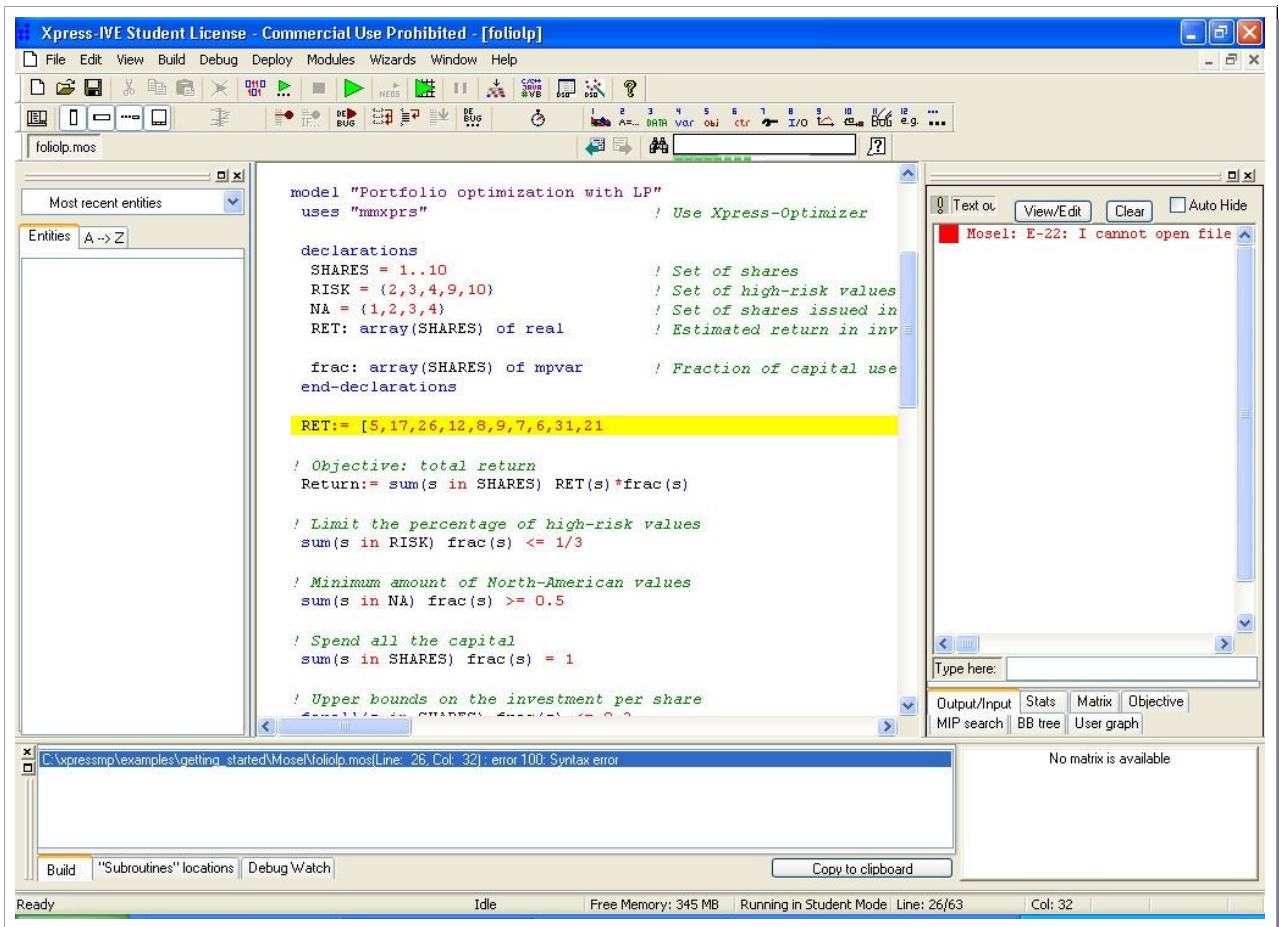 Xpress-IVE Student License - Commercial Use Prohibited - [foliolp]
File Edit View Build Debug Deploy Modules Wizards Window Help
foliolp.mos
Most recent entities
Entities A --> Z
model "Portfolio optimization with LP"
uses "mmxprs" ! Use Xpress-Optimizer
declarations
SHARES = 1..10 ! Set of shares
RISK = {2,3,4,9,10} ! Set of high-risk values
NA = {1,2,3,4} ! Set of shares issued in
RET: array(SHARES) of real ! Estimated return in inv
frac: array(SHARES) of mpvar ! Fraction of capital use
end-declarations
RET:= [5,17,26,12,8,9,7,6,31,21
! Objective: total return
Return:= sum(s in SHARES) RET(s)*frac(s)
! Limit the percentage of high-risk values
sum(s in RISK) frac(s) <= 1/3
! Minimum amount of North-American values
sum(s in NA) frac(s) >= 0.5
! Spend all the capital
sum(s in SHARES) frac(s) = 1
! Upper bounds on the investment per share
Text ou View/Edit Clear Auto Hide
Mosel: E-22: I cannot open file
Type here:
Output/Input Stats Matrix Objective
MIP search BB tree User graph
C:\xpressmp\examples\getting_started\Mosel\foliolp.mos(Line: 26, Col: 32) : error 100: Syntax error
No matrix is available
Build "Subroutines" locations Debug Watch Copy to clipboard
Ready Idle Free Memory: 345 MB Running in Student Mode Line: 26/63 Col: 32